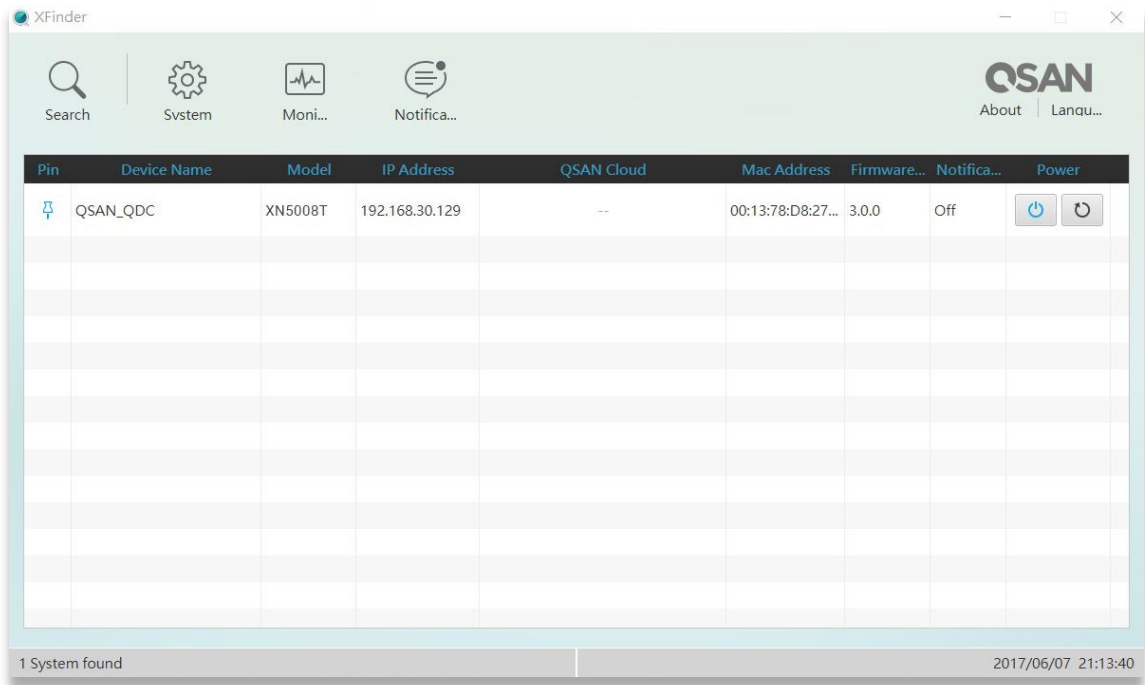 XFinder
Search System Moni... Notifica...
QSAN
About Langu...
Pin Device Name Model IP Address QSAN Cloud Mac Address Firmware... Notifica... Power
QSAN_QDC XN5008T 192.168.30.129 -- 00:13:78:D8:27... 3.0.0 Off
1 System found 2017/06/07 21:13:40